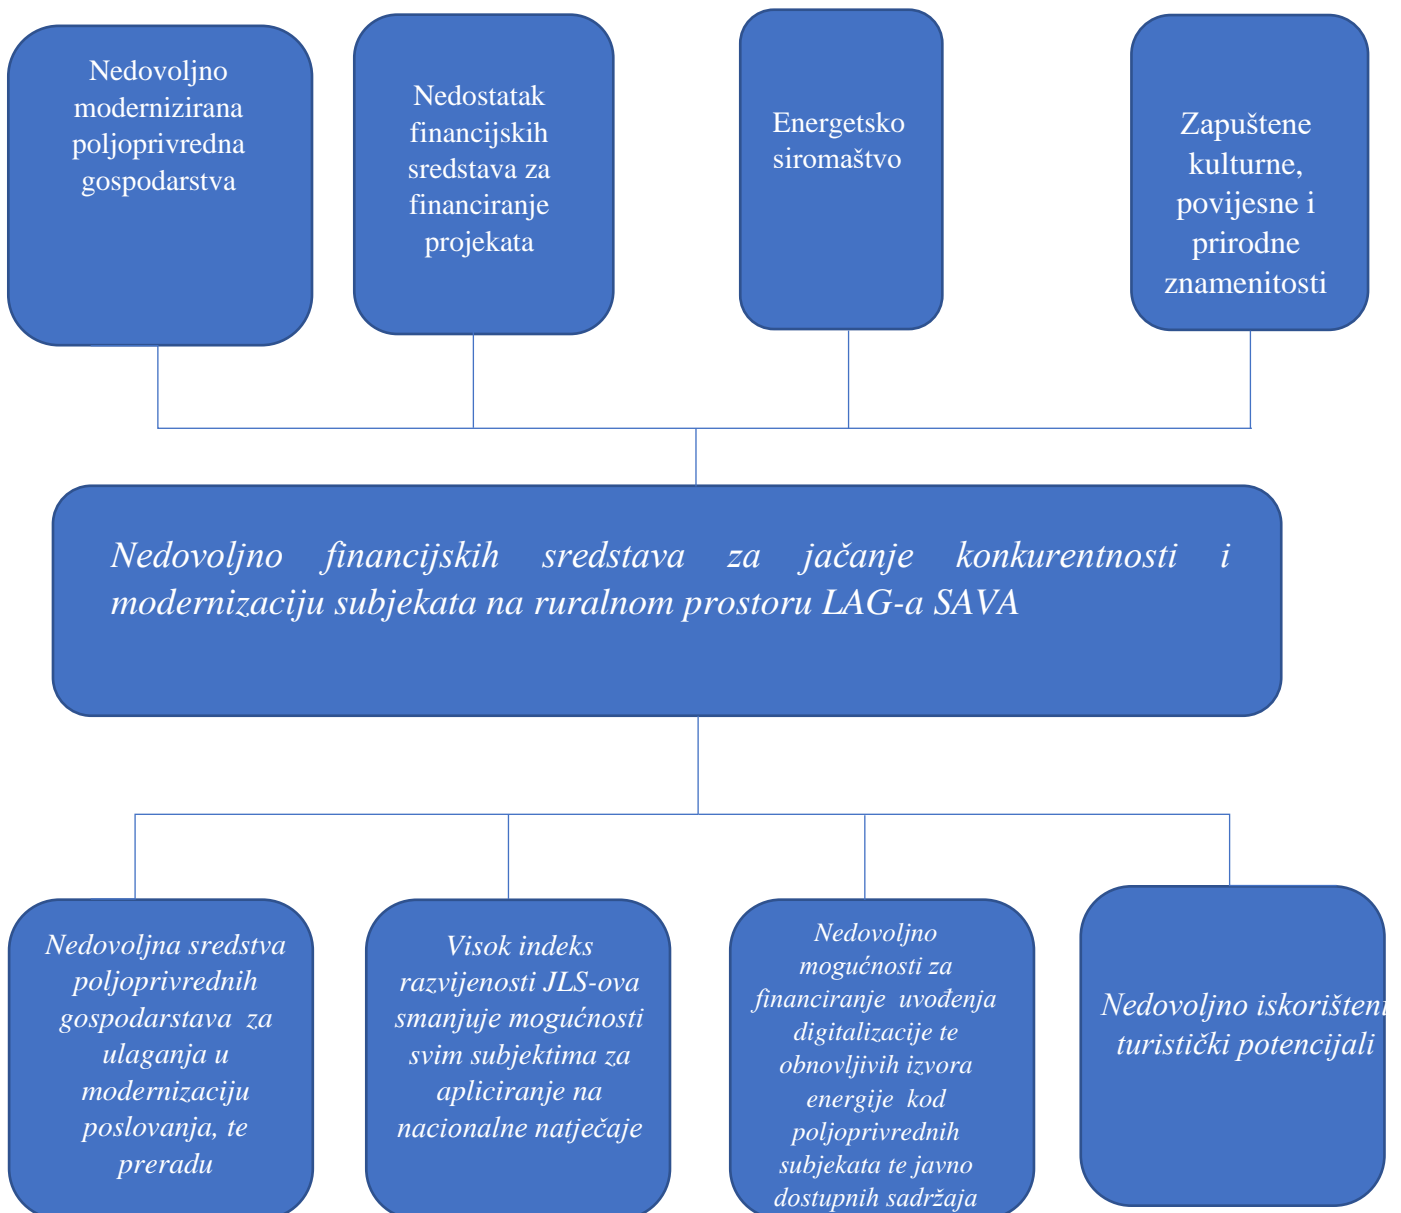 Nedovoljno
modernizirana
poljoprivredna
gospodarstva
Nedostatak
financijskih
sredstava za
financiranje
projekata
Energetsko
siromaštvo
Zapuštene
kulturne,
povijesne i
prirodne
znamenitosti
Nedovoljno financijskih sredstava za jačanje konkurentnosti i
modernizaciju subjekata na ruralnom prostoru LAG-a SAVA
Nedovoljna sredstva
poljoprivrednih
gospodarstava za
ulaganja u
modernizaciju
poslovanja, te
preradu
Visok indeks
razvijenosti JLS-ova
smanjuje mogućnosti
svim subjektima za
apliciranje na
nacionalne natječaje
Nedovoljno
mogućnosti za
financiranje uvođenja
digitalizacije te
obnovljivih izvora
energije kod
poljoprivrednih
subjekata te javno
dostupnih sadržaja
Nedovoljno iskorišteni
turistički potencijali